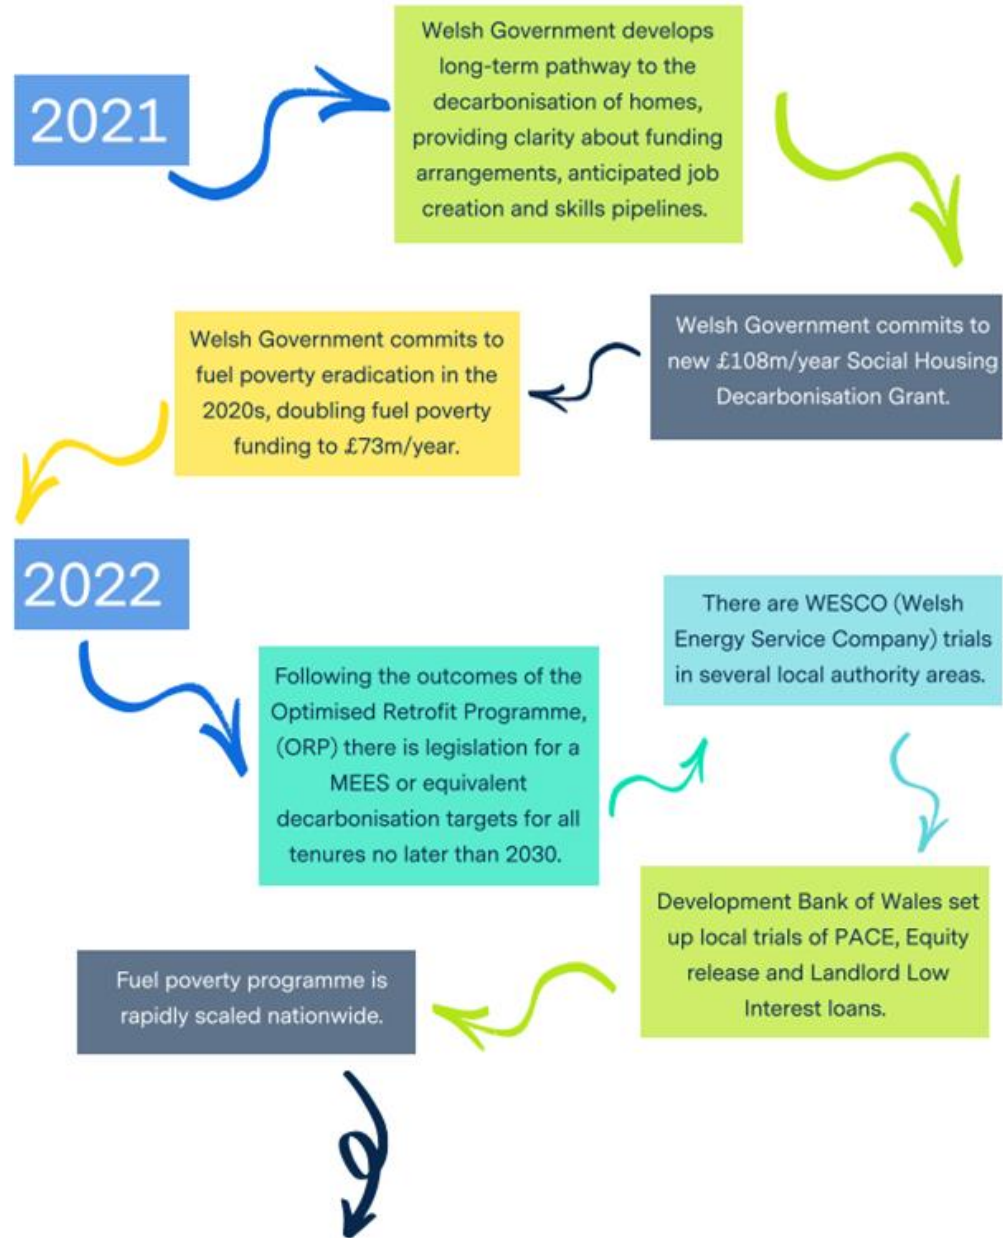 2021
Welsh Government develops
long-term pathway to the
decarbonisation of homes,
providing clarity about funding
arrangements, anticipated job
creation and skills pipelines.
Welsh Government commits to
new £108m/year Social Housing
Decarbonisation Grant.
Welsh Government commits to
fuel poverty eradication in the
2020s, doubling fuel poverty
funding to £73m/year.
2022
Following the outcomes of the
Optimised Retrofit Programme,
(ORP) there is legislation for a
MEES or equivalent
decarbonisation targets for all
tenures no later than 2030.
There are WESCO (Welsh
Energy Service Company) trials
in several local authority areas.
Development Bank of Wales set
up local trials of PACE, Equity
release and Landlord Low
Interest loans.
Fuel poverty programme is
rapidly scaled nationwide.